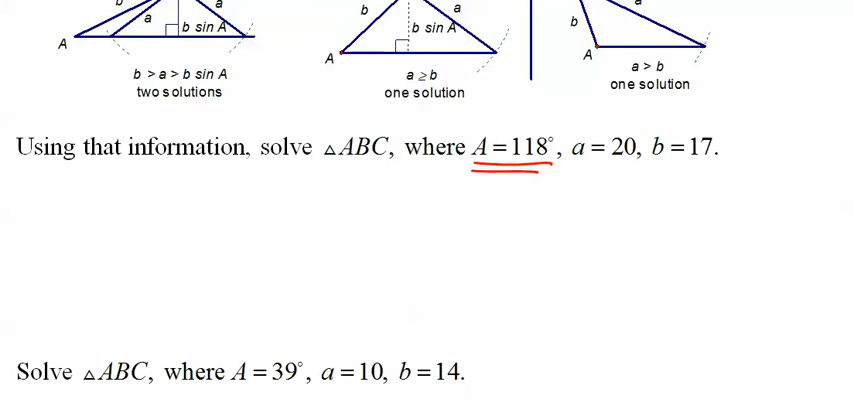 b a a b a b a
b sin A b sin A
A A A
b > a > b sin A a ≥ b a > b
two solutions one solution one solution
Using that information, solve △ABC, where A = 118°, a = 20, b = 17.
Solve △ABC, where A = 39°, a = 10, b = 14.